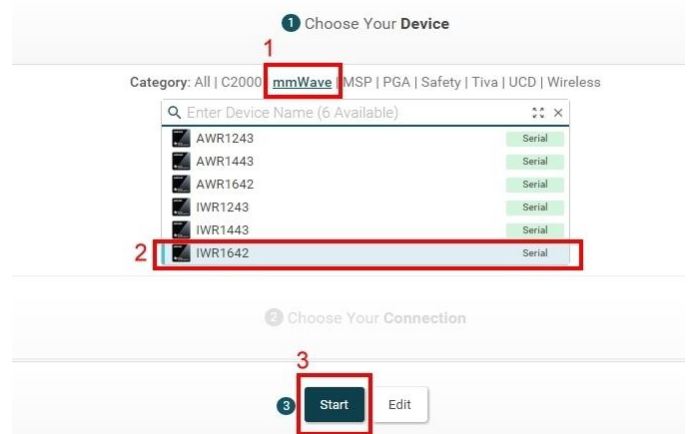 1 Choose Your Device
1
Category: All | C2000 | mmWave | MSP | PGA | Safety | Tiva | UCD | Wireless
Enter Device Name (6 Available)
AWR1243 Serial
AWR1443 Serial
AWR1642 Serial
IWR1243 Serial
IWR1443 Serial
2 IWR1642 Serial
2 Choose Your Connection
3
3 Start Edit